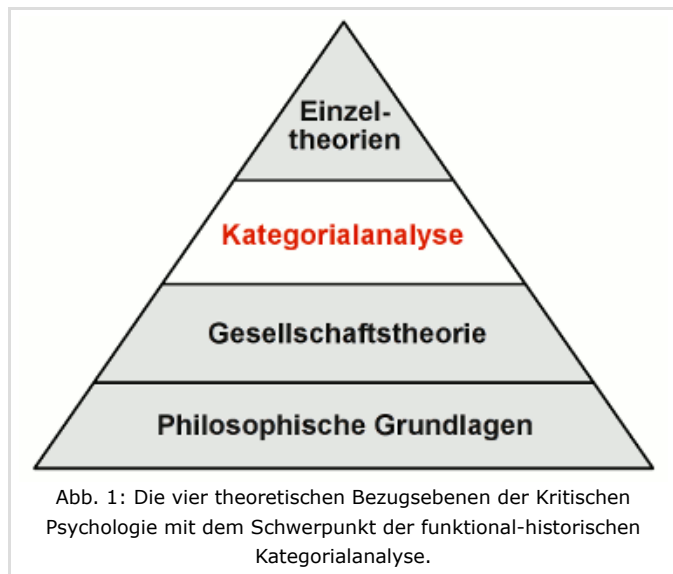 Einzel-
theorien
Kategorialanalyse
Gesellschaftstheorie
Philosophische Grundlagen
Abb. 1: Die vier theoretischen Bezugsebenen der Kritischen
Psychologie mit dem Schwerpunkt der funktional-historischen
Kategorialanalyse.